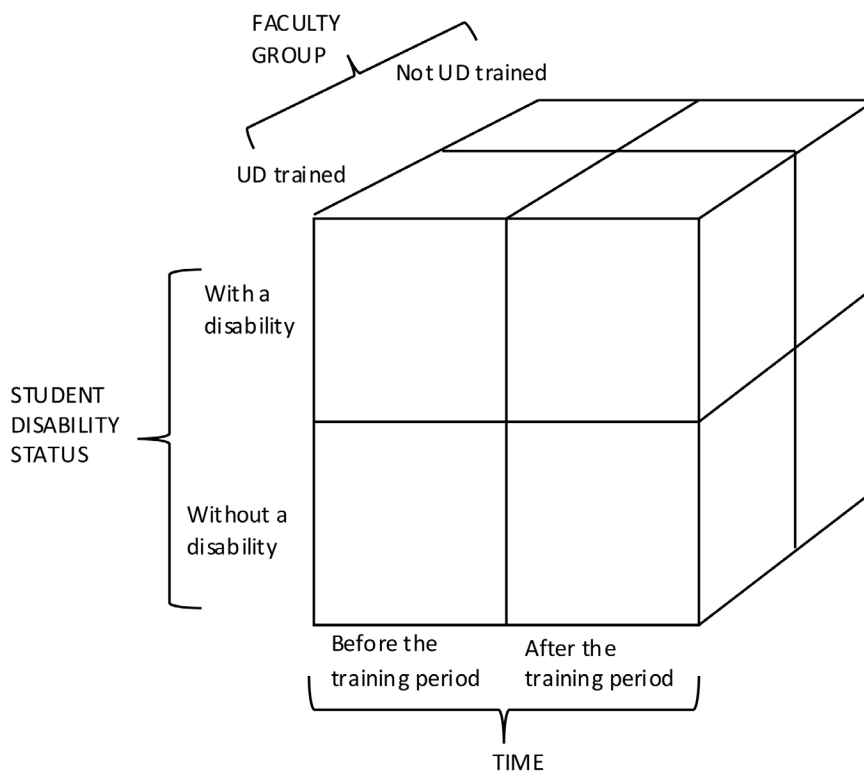 FACULTY
GROUP
Not UD trained
UD trained
With a
disability
STUDENT
DISABILITY
STATUS
Without a
disability
Before the
training period
After the
training period
TIME